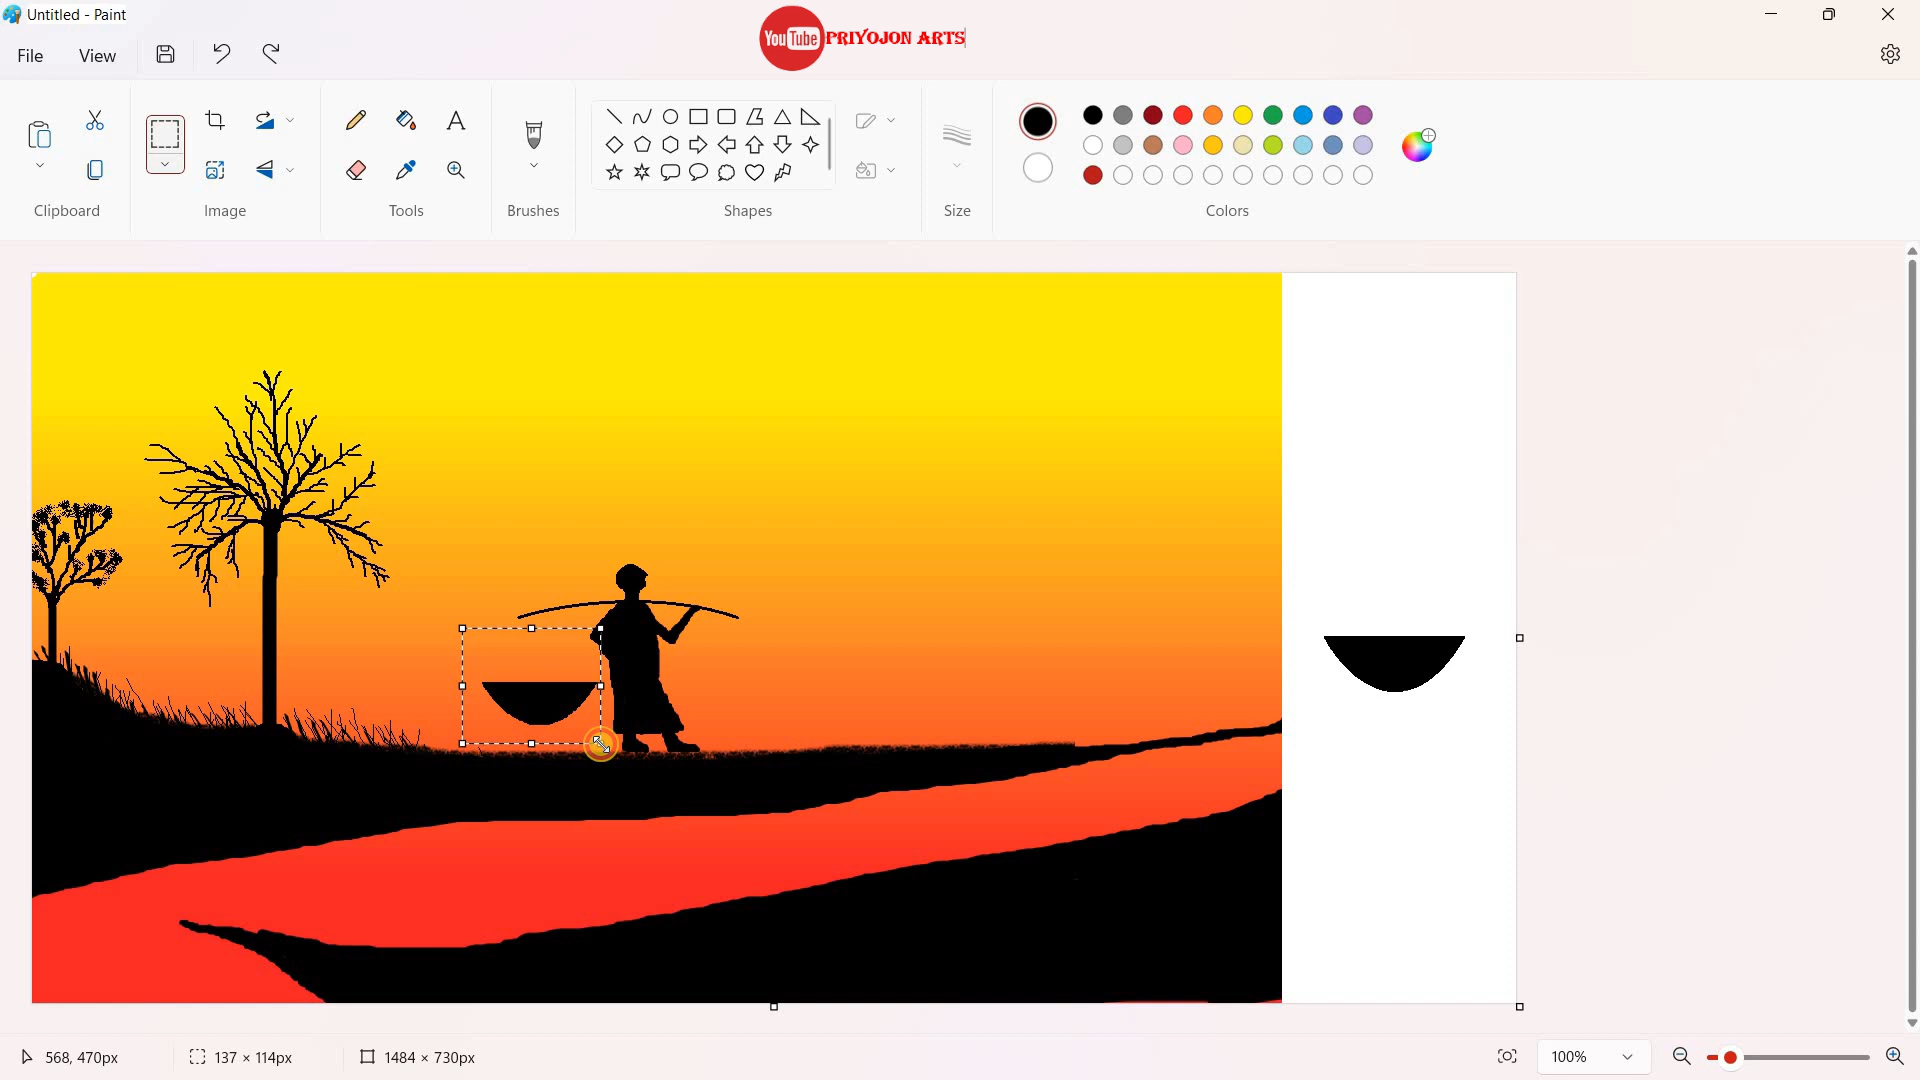 Untitled - Paint
YouTube PRIYOJON ARTS
File View
Clipboard
Image
Tools
Brushes
Shapes
Size
Colors
568, 470px
137 × 114px
1484 × 730px
100%